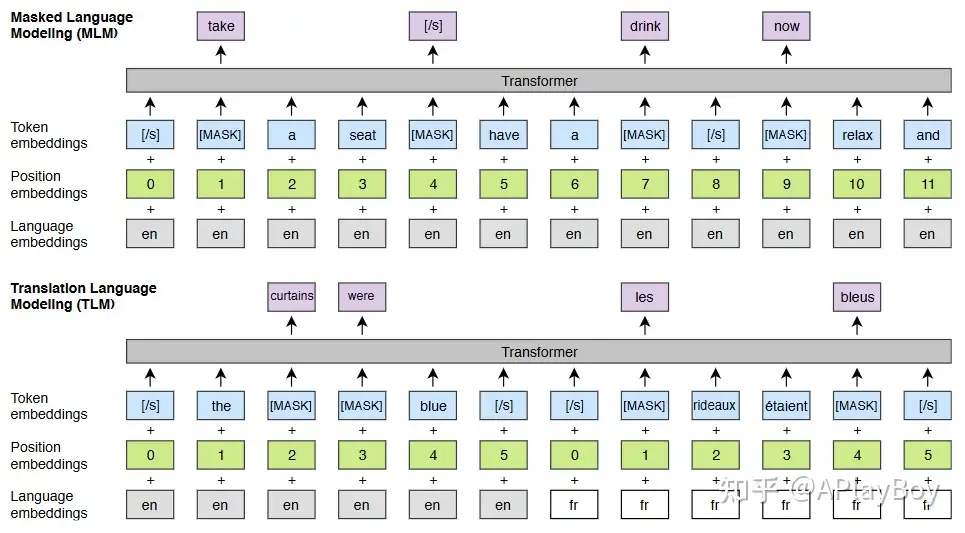 Masked Language
Modeling (MLM)
take [/s] drink now
Transformer
Token
embeddings
[/s] [MASK] a seat [MASK] have a [MASK] [/s] [MASK] relax and
+ + + + + + + + + + + +
Position
embeddings
0 1 2 3 4 5 6 7 8 9 10 11
+ + + + + + + + + + + +
Language
embeddings
en en en en en en en en en en en en
Translation Language
Modeling (TLM)
curtains were les bleus
Transformer
Token
embeddings
[/s] the [MASK] [MASK] blue [/s] [/s] [MASK] rideaux étaient [MASK] [/s]
+ + + + + + + + + + + +
Position
embeddings
0 1 2 3 4 5 0 1 2 3 4 5
+ + + + + + + + + + + +
Language
embeddings
en en en en en en fr fr fr fr fr fr
知乎 @APlayBoy